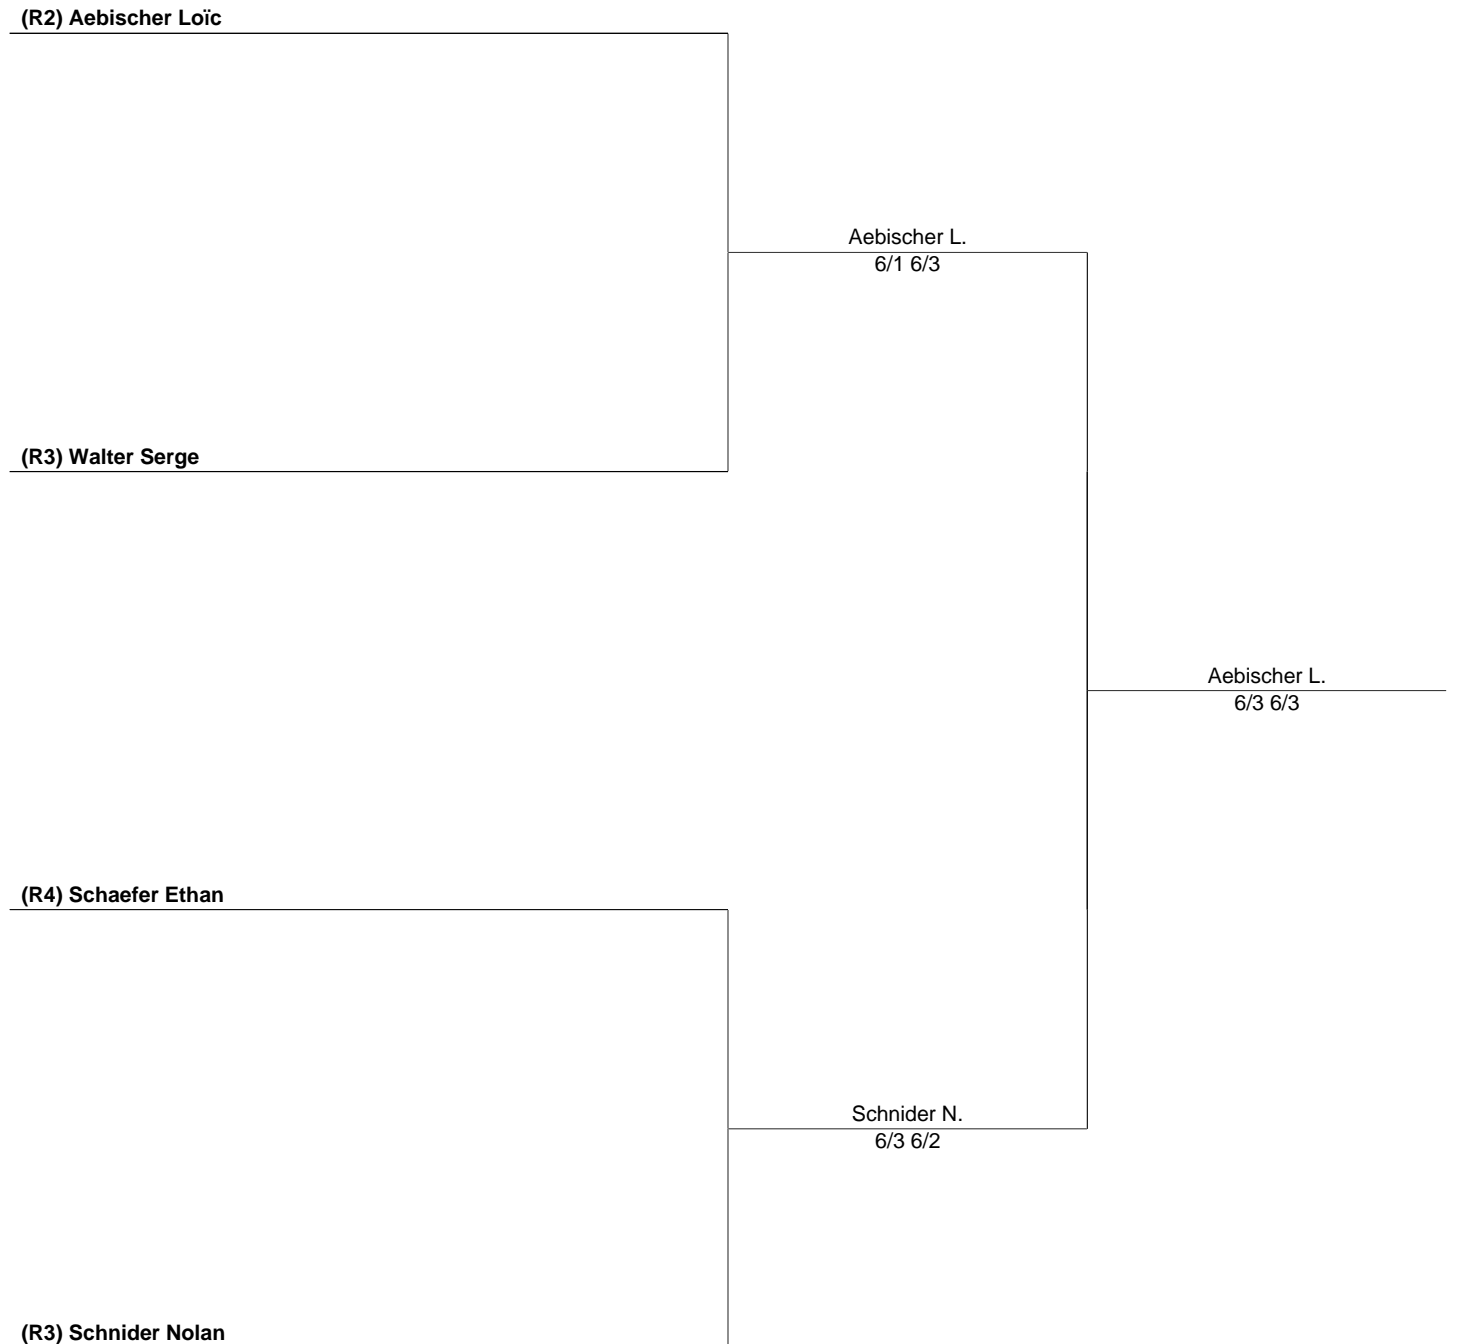 (R2) Aebischer Loïc
Aebischer L.
6/1 6/3
(R3) Walter Serge
Aebischer L.
6/3 6/3
(R4) Schaefer Ethan
Schnider N.
6/3 6/2
(R3) Schnider Nolan